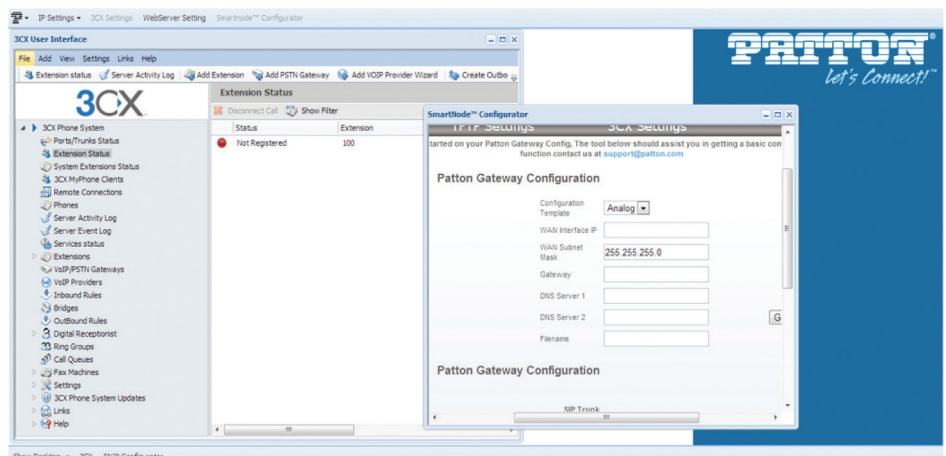 IP Settings 3CX Settings WebServer Setting Smartnode™ Configurator
3CX User Interface
File Add View Settings Links Help
Extension status Server Activity Log Add Extension Add PSTN Gateway Add VOIP Provider Wizard Create Outbo
3CX
3CX Phone System
Ports/Trunks Status
Extension Status
System Extensions Status
3CX MyPhone Clients
Remote Connections
Phones
Server Activity Log
Server Event Log
Services status
Extensions
VoIP/PSTN Gateways
VoIP Providers
Inbound Rules
Bridges
OutBound Rules
Digital Receptionist
Ring Groups
Call Queues
Fax Machines
Settings
3CX Phone System Updates
Links
Help
Extension Status
Disconnect Call Show Filter
Status Extension
Not Registered 100
SmartNode™ Configurator
TFTP Settings 3CX Settings
tarted on your Patton Gateway Config, The tool below should assist you in getting a basic con
function contact us at support@patton.com
Patton Gateway Configuration
Configuration
Template
Analog
WAN Interface IP
WAN Subnet
Mask
255.255.255.0
Gateway
DNS Server 1
DNS Server 2
G
Filename
Patton Gateway Configuration
SIP Trunk
PATTON®
Let's Connect!™
Show Desktop 3CX SN71 Configurator